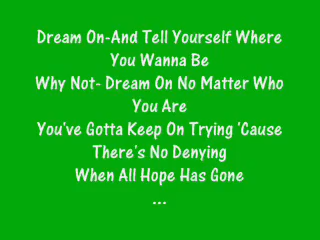 Dream On-And Tell Yourself Where
You Wanna Be
Why Not- Dream On No Matter Who
You Are
You've Gotta Keep On Trying 'Cause
There's No Denying
When All Hope Has Gone
...